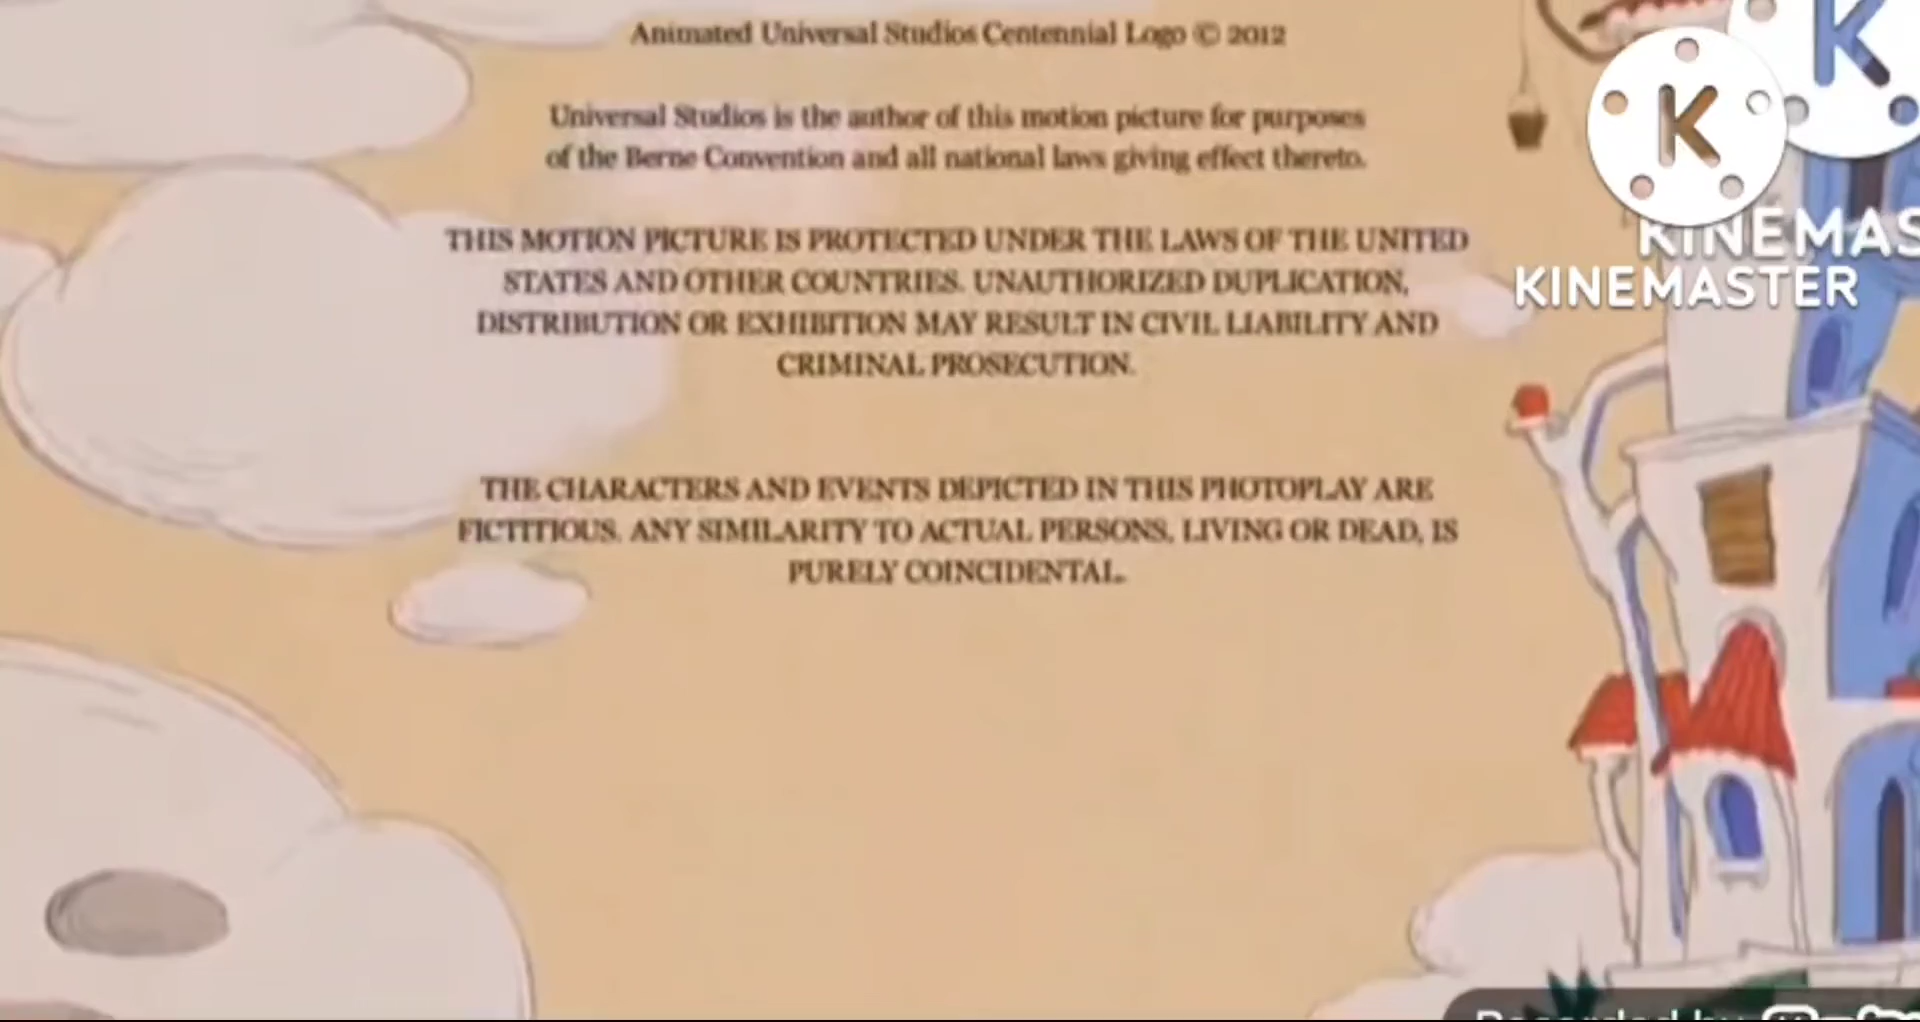 Animated Universal Studios Centennial Logo © 2012
Universal Studios is the author of this motion picture for purposes
of the Berne Convention and all national laws giving effect thereto.
THIS MOTION PICTURE IS PROTECTED UNDER THE LAWS OF THE UNITED
STATES AND OTHER COUNTRIES. UNAUTHORIZED DUPLICATION,
DISTRIBUTION OR EXHIBITION MAY RESULT IN CIVIL LIABILITY AND
CRIMINAL PROSECUTION.
THE CHARACTERS AND EVENTS DEPICTED IN THIS PHOTOPLAY ARE
FICTITIOUS. ANY SIMILARITY TO ACTUAL PERSONS, LIVING OR DEAD, IS
PURELY COINCIDENTAL.
K
K
KINEMAS
KINEMASTER
Recorded by